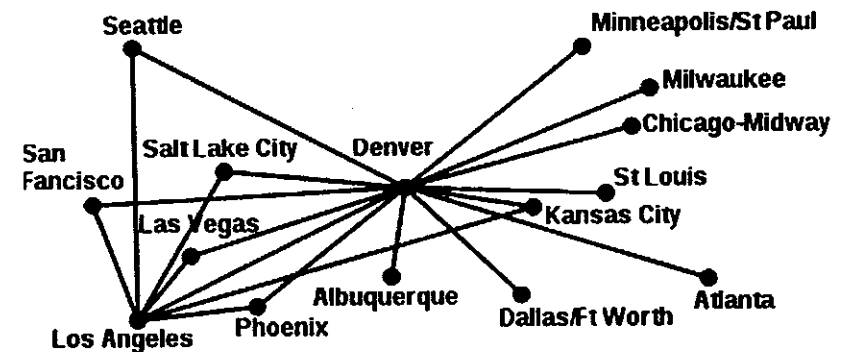 Seattle
Minneapolis/St Paul
Milwaukee
Chicago-Midway
Salt Lake City
Denver
San
Fancisco
St Louis
Kansas City
Las Vegas
Albuquerque
Atlanta
Dallas/Ft Worth
Phoenix
Los Angeles